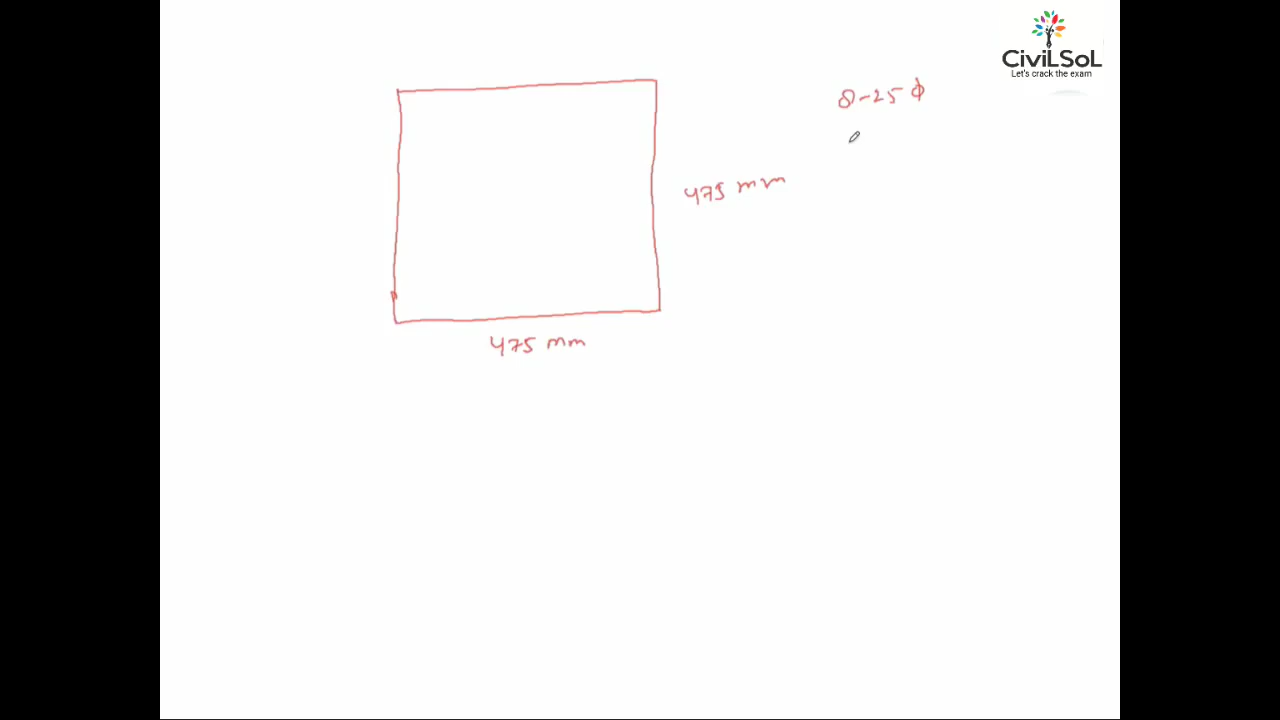 CiviLSoL
Let's crack the exam
8-25 ϕ
475 mm
475 mm